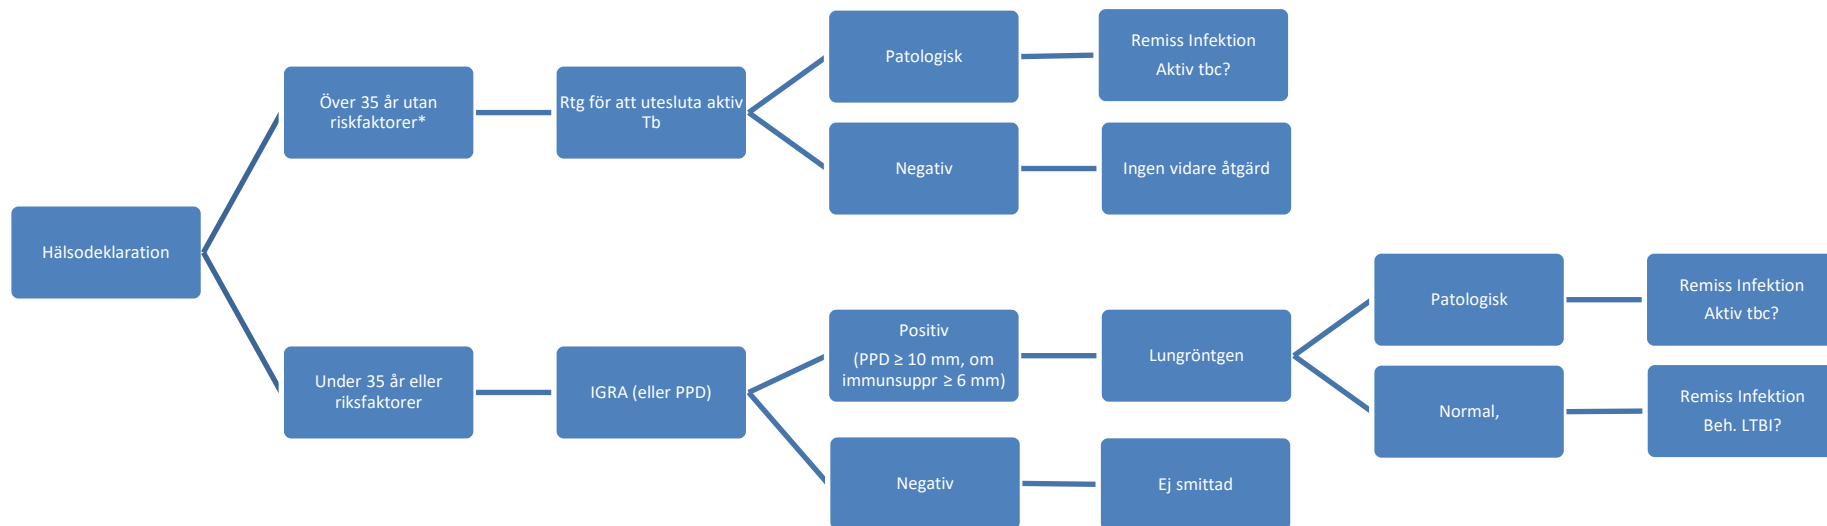 Hälsodeklaration
Över 35 år utan
riskfaktorer*
Rtg för att utesluta aktiv
Tb
Patologisk
Remiss Infektion
Aktiv tbc?
Negativ
Ingen vidare åtgärd
Under 35 år eller
riksfaktorer
IGRA (eller PPD)
Positiv
(PPD ≥ 10 mm, om
immunsuppr ≥ 6 mm)
Lungröntgen
Patologisk
Remiss Infektion
Aktiv tbc?
Normal,
Remiss Infektion
Beh. LTBI?
Negativ
Ej smittad